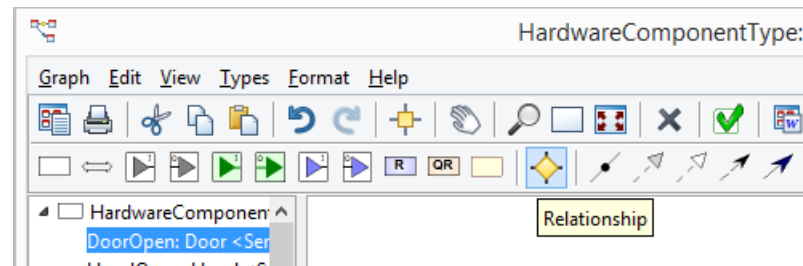 HardwareComponentType:
Graph Edit View Types Format Help
R QR
Relationship
HardwareComponen
DoorOpen: Door <Ser